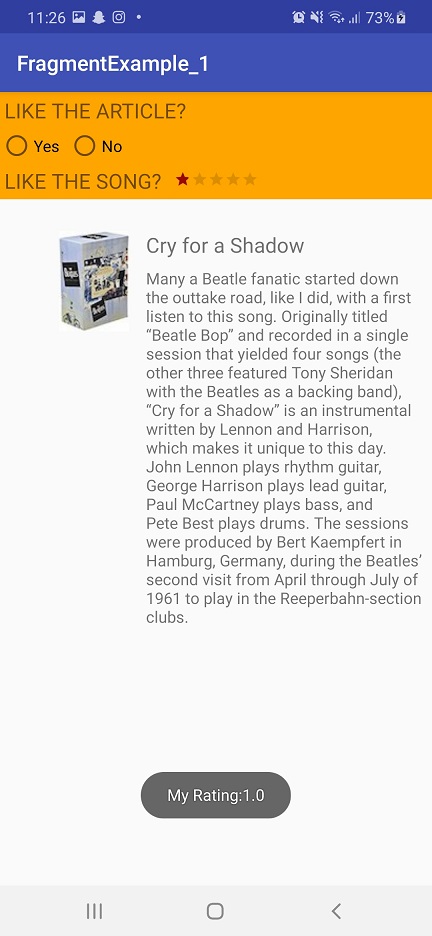 11:26 73%
FragmentExample_1
LIKE THE ARTICLE?
Yes No
LIKE THE SONG?
Cry for a Shadow
Many a Beatle fanatic started down
the outtake road, like I did, with a first
listen to this song. Originally titled
“Beatle Bop” and recorded in a single
session that yielded four songs (the
other three featured Tony Sheridan
with the Beatles as a backing band),
“Cry for a Shadow” is an instrumental
written by Lennon and Harrison,
which makes it unique to this day.
John Lennon plays rhythm guitar,
George Harrison plays lead guitar,
Paul McCartney plays bass, and
Pete Best plays drums. The sessions
were produced by Bert Kaempfert in
Hamburg, Germany, during the Beatles’
second visit from April through July of
1961 to play in the Reeperbahn-section
clubs.
My Rating:1.0